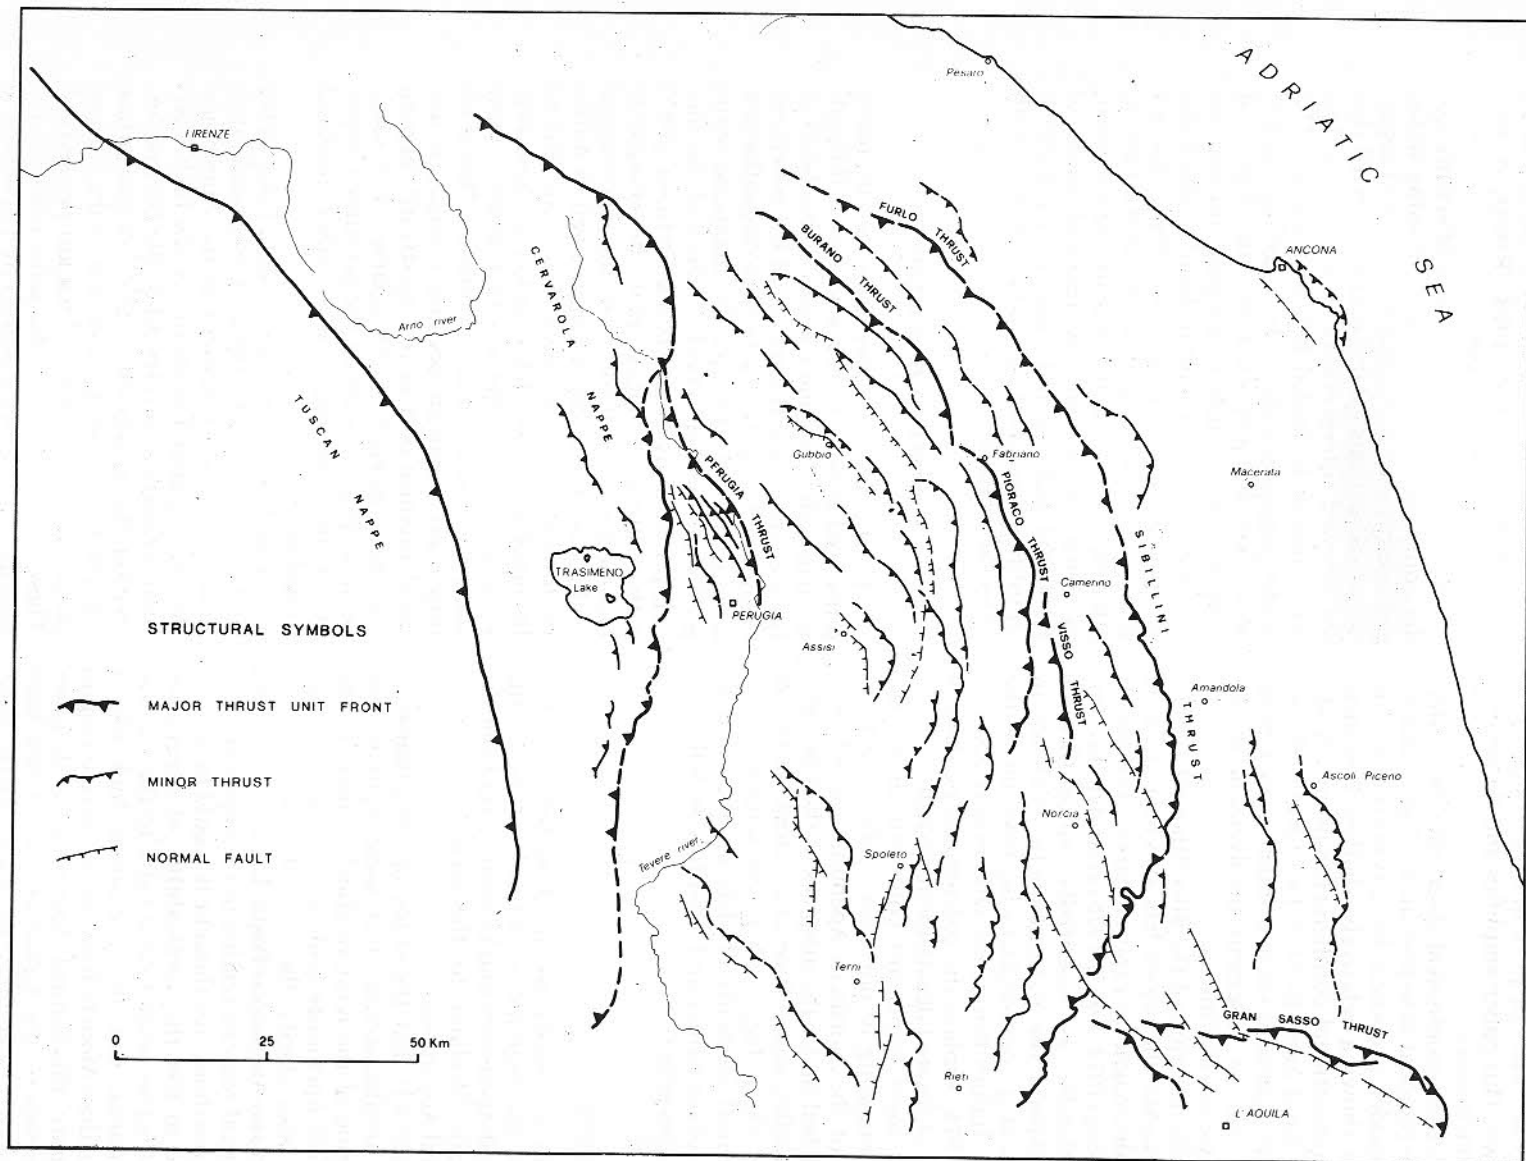 ADRIATIC
SEA
Pesaro
FIRENZE
FURLO THRUST
BURANO THRUST
ANCONA
CERVAROLA
NAPPE
Arno river
TUSCAN
NAPPE
Gubbio
Fabriano
Macerata
PERUGIA THRUST
PIORACO THRUST
SIBILLINI
THRUST
TRASIMENO
Lake
Camerino
PERUGIA
Assisi
VISSO
THRUST
Amandola
STRUCTURAL SYMBOLS
MAJOR THRUST UNIT FRONT
MINOR THRUST
NORMAL FAULT
Ascoli Piceno
Norcia
Tevere river
Spoleto
Terni
GRAN SASSO THRUST
0 25 50 Km
Rieti
L'AQUILA